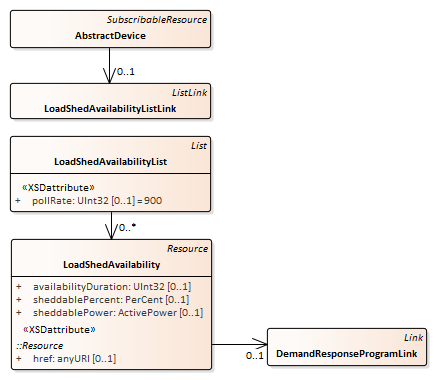 SubscribableResource
AbstractDevice
0..1
ListLink
LoadShedAvailabilityListLink
List
LoadShedAvailabilityList
«XSDattribute»
+ pollRate: UInt32 [0..1] = 900
0..*
Resource
LoadShedAvailability
+ availabilityDuration: UInt32 [0..1]
+ sheddablePercent: PerCent [0..1]
+ sheddablePower: ActivePower [0..1]
«XSDattribute»
::Resource
+ href: anyURI [0..1]
0..1
Link
DemandResponseProgramLink